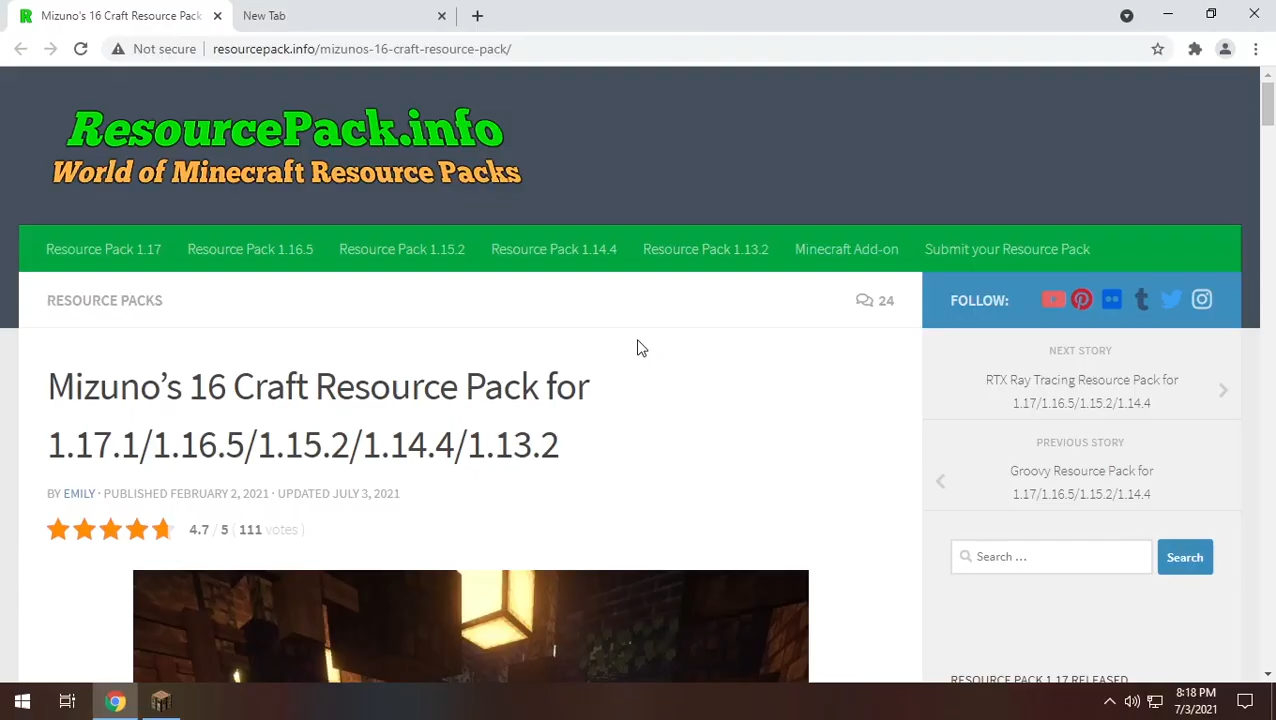 Mizuno's 16 Craft Resource Pack
New Tab
Not secure
resourcepack.info/mizunos-16-craft-resource-pack/
ResourcePack.info
World of Minecraft Resource Packs
Resource Pack 1.17
Resource Pack 1.16.5
Resource Pack 1.15.2
Resource Pack 1.14.4
Resource Pack 1.13.2
Minecraft Add-on
Submit your Resource Pack
RESOURCE PACKS
24
FOLLOW:
Mizuno’s 16 Craft Resource Pack for
1.17.1/1.16.5/1.15.2/1.14.4/1.13.2
BY EMILY · PUBLISHED FEBRUARY 2, 2021 · UPDATED JULY 3, 2021
4.7 / 5 ( 111 votes )
NEXT STORY
RTX Ray Tracing Resource Pack for
1.17/1.16.5/1.15.2/1.14.4
PREVIOUS STORY
Groovy Resource Pack for
1.17/1.16.5/1.15.2/1.14.4
Search …
Search
RESOURCE PACK 1.17 RELEASED
8:18 PM
7/3/2021